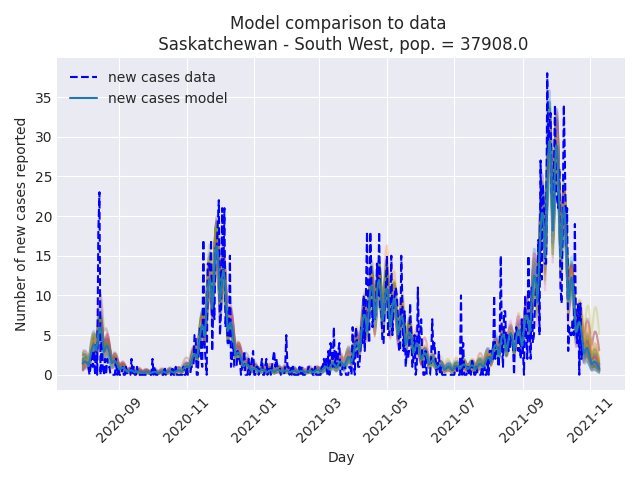 Model comparison to data
Saskatchewan - South West, pop. = 37908.0
new cases data
new cases model
Number of new cases reported
35
30
25
20
15
10
5
0
2020-09
2020-11
2021-01
2021-03
2021-05
2021-07
2021-09
2021-11
Day